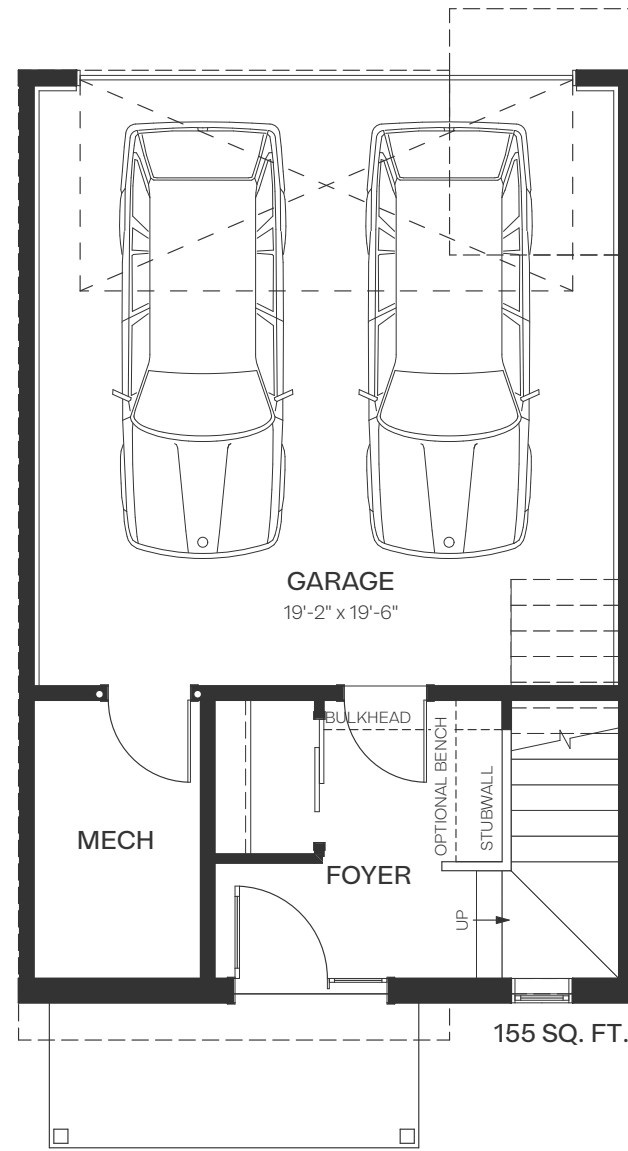 GARAGE
19'-2" x 19'-6"
BULKHEAD
OPTIONAL BENCH
STUBWALL
MECH
FOYER
UP
155 SQ. FT.